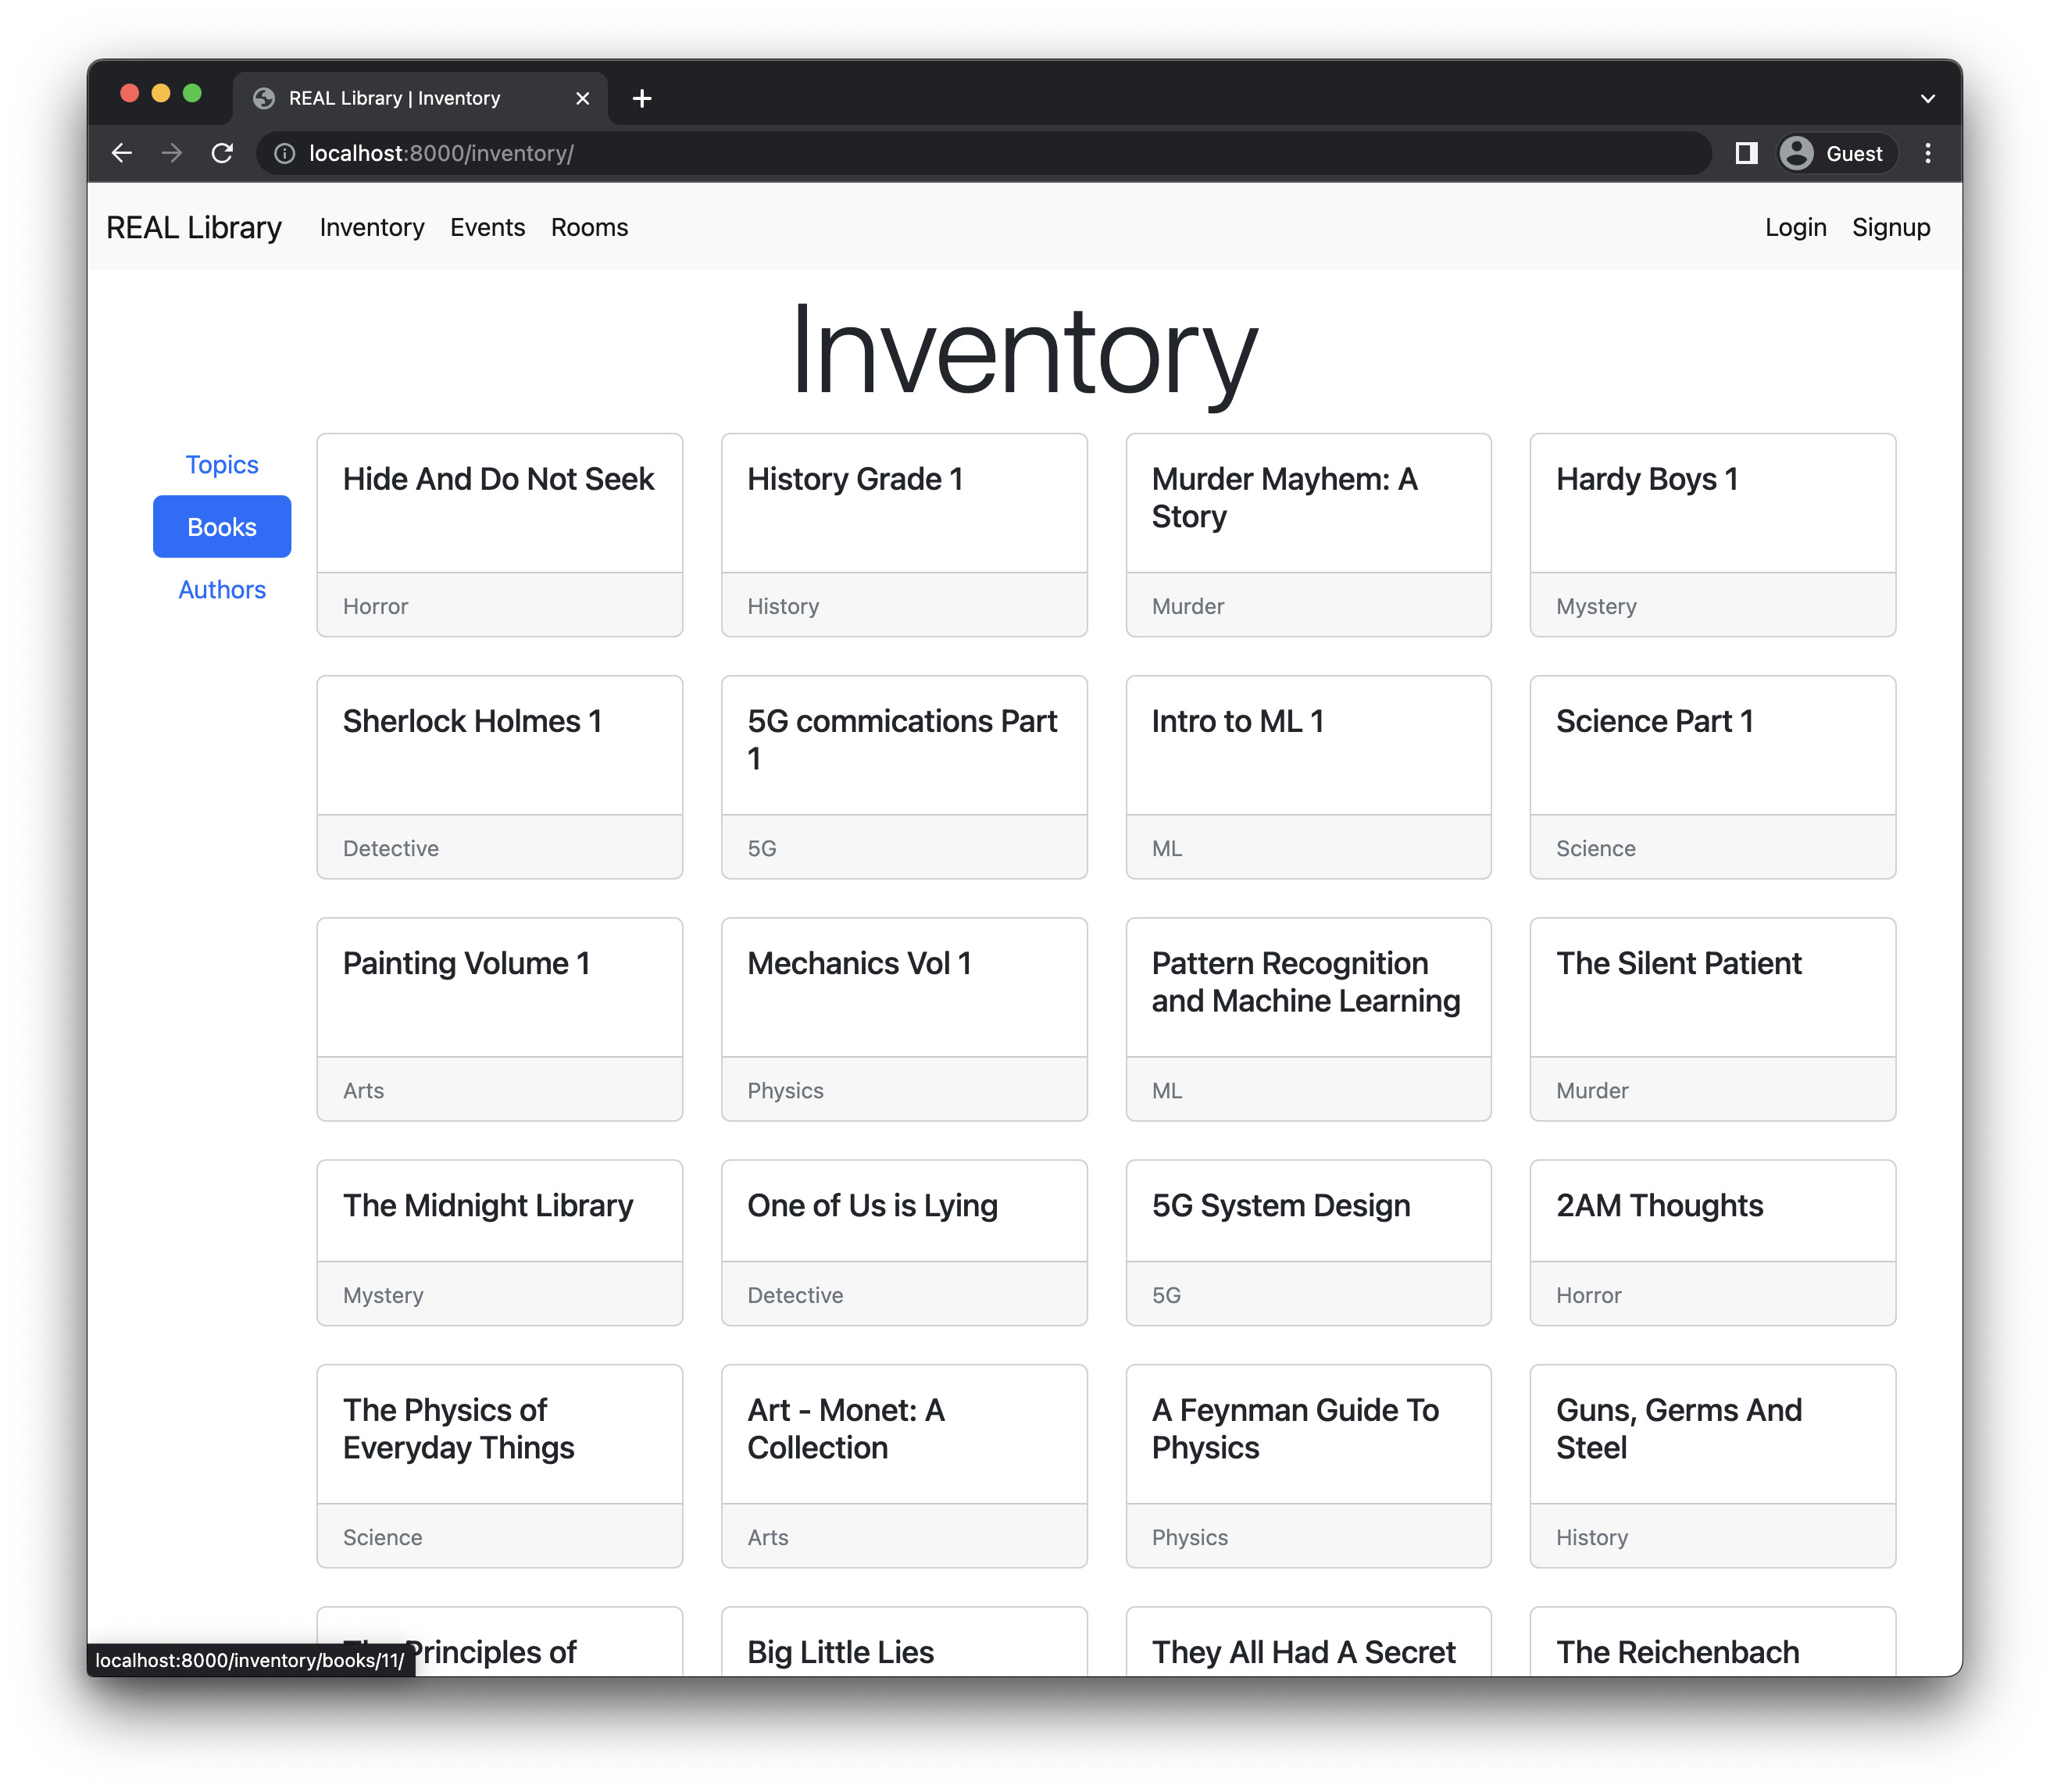 REAL Library | Inventory
localhost:8000/inventory/
Guest
REAL Library Inventory Events Rooms Login Signup
Inventory
Topics
Books
Authors
Hide And Do Not Seek
Horror
History Grade 1
History
Murder Mayhem: A
Story
Murder
Hardy Boys 1
Mystery
Sherlock Holmes 1
Detective
5G commications Part
1
5G
Intro to ML 1
ML
Science Part 1
Science
Painting Volume 1
Arts
Mechanics Vol 1
Physics
Pattern Recognition
and Machine Learning
ML
The Silent Patient
Murder
The Midnight Library
Mystery
One of Us is Lying
Detective
5G System Design
5G
2AM Thoughts
Horror
The Physics of
Everyday Things
Science
Art - Monet: A
Collection
Arts
A Feynman Guide To
Physics
Physics
Guns, Germs And
Steel
History
The Principles of
Big Little Lies
They All Had A Secret
The Reichenbach
localhost:8000/inventory/books/11/